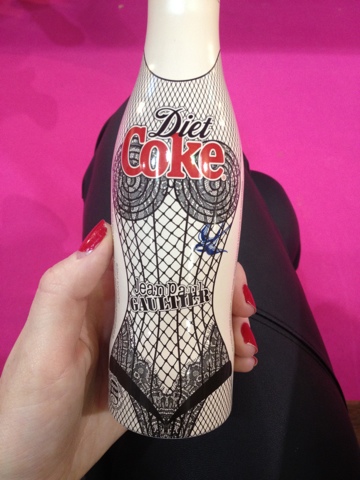 Diet
Coke
Jean Paul
GAULTIER